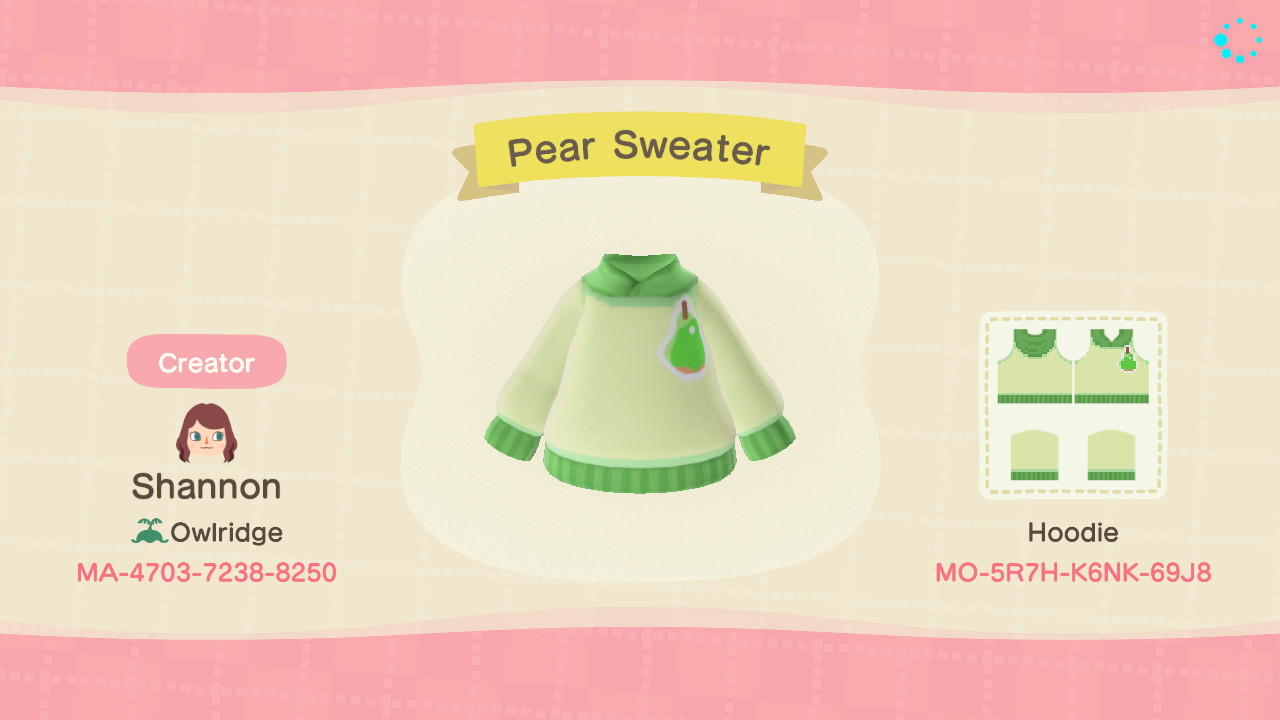 Pear Sweater
Creator
Shannon
Owlridge
MA-4703-7238-8250
Hoodie
MO-5R7H-K6NK-69J8